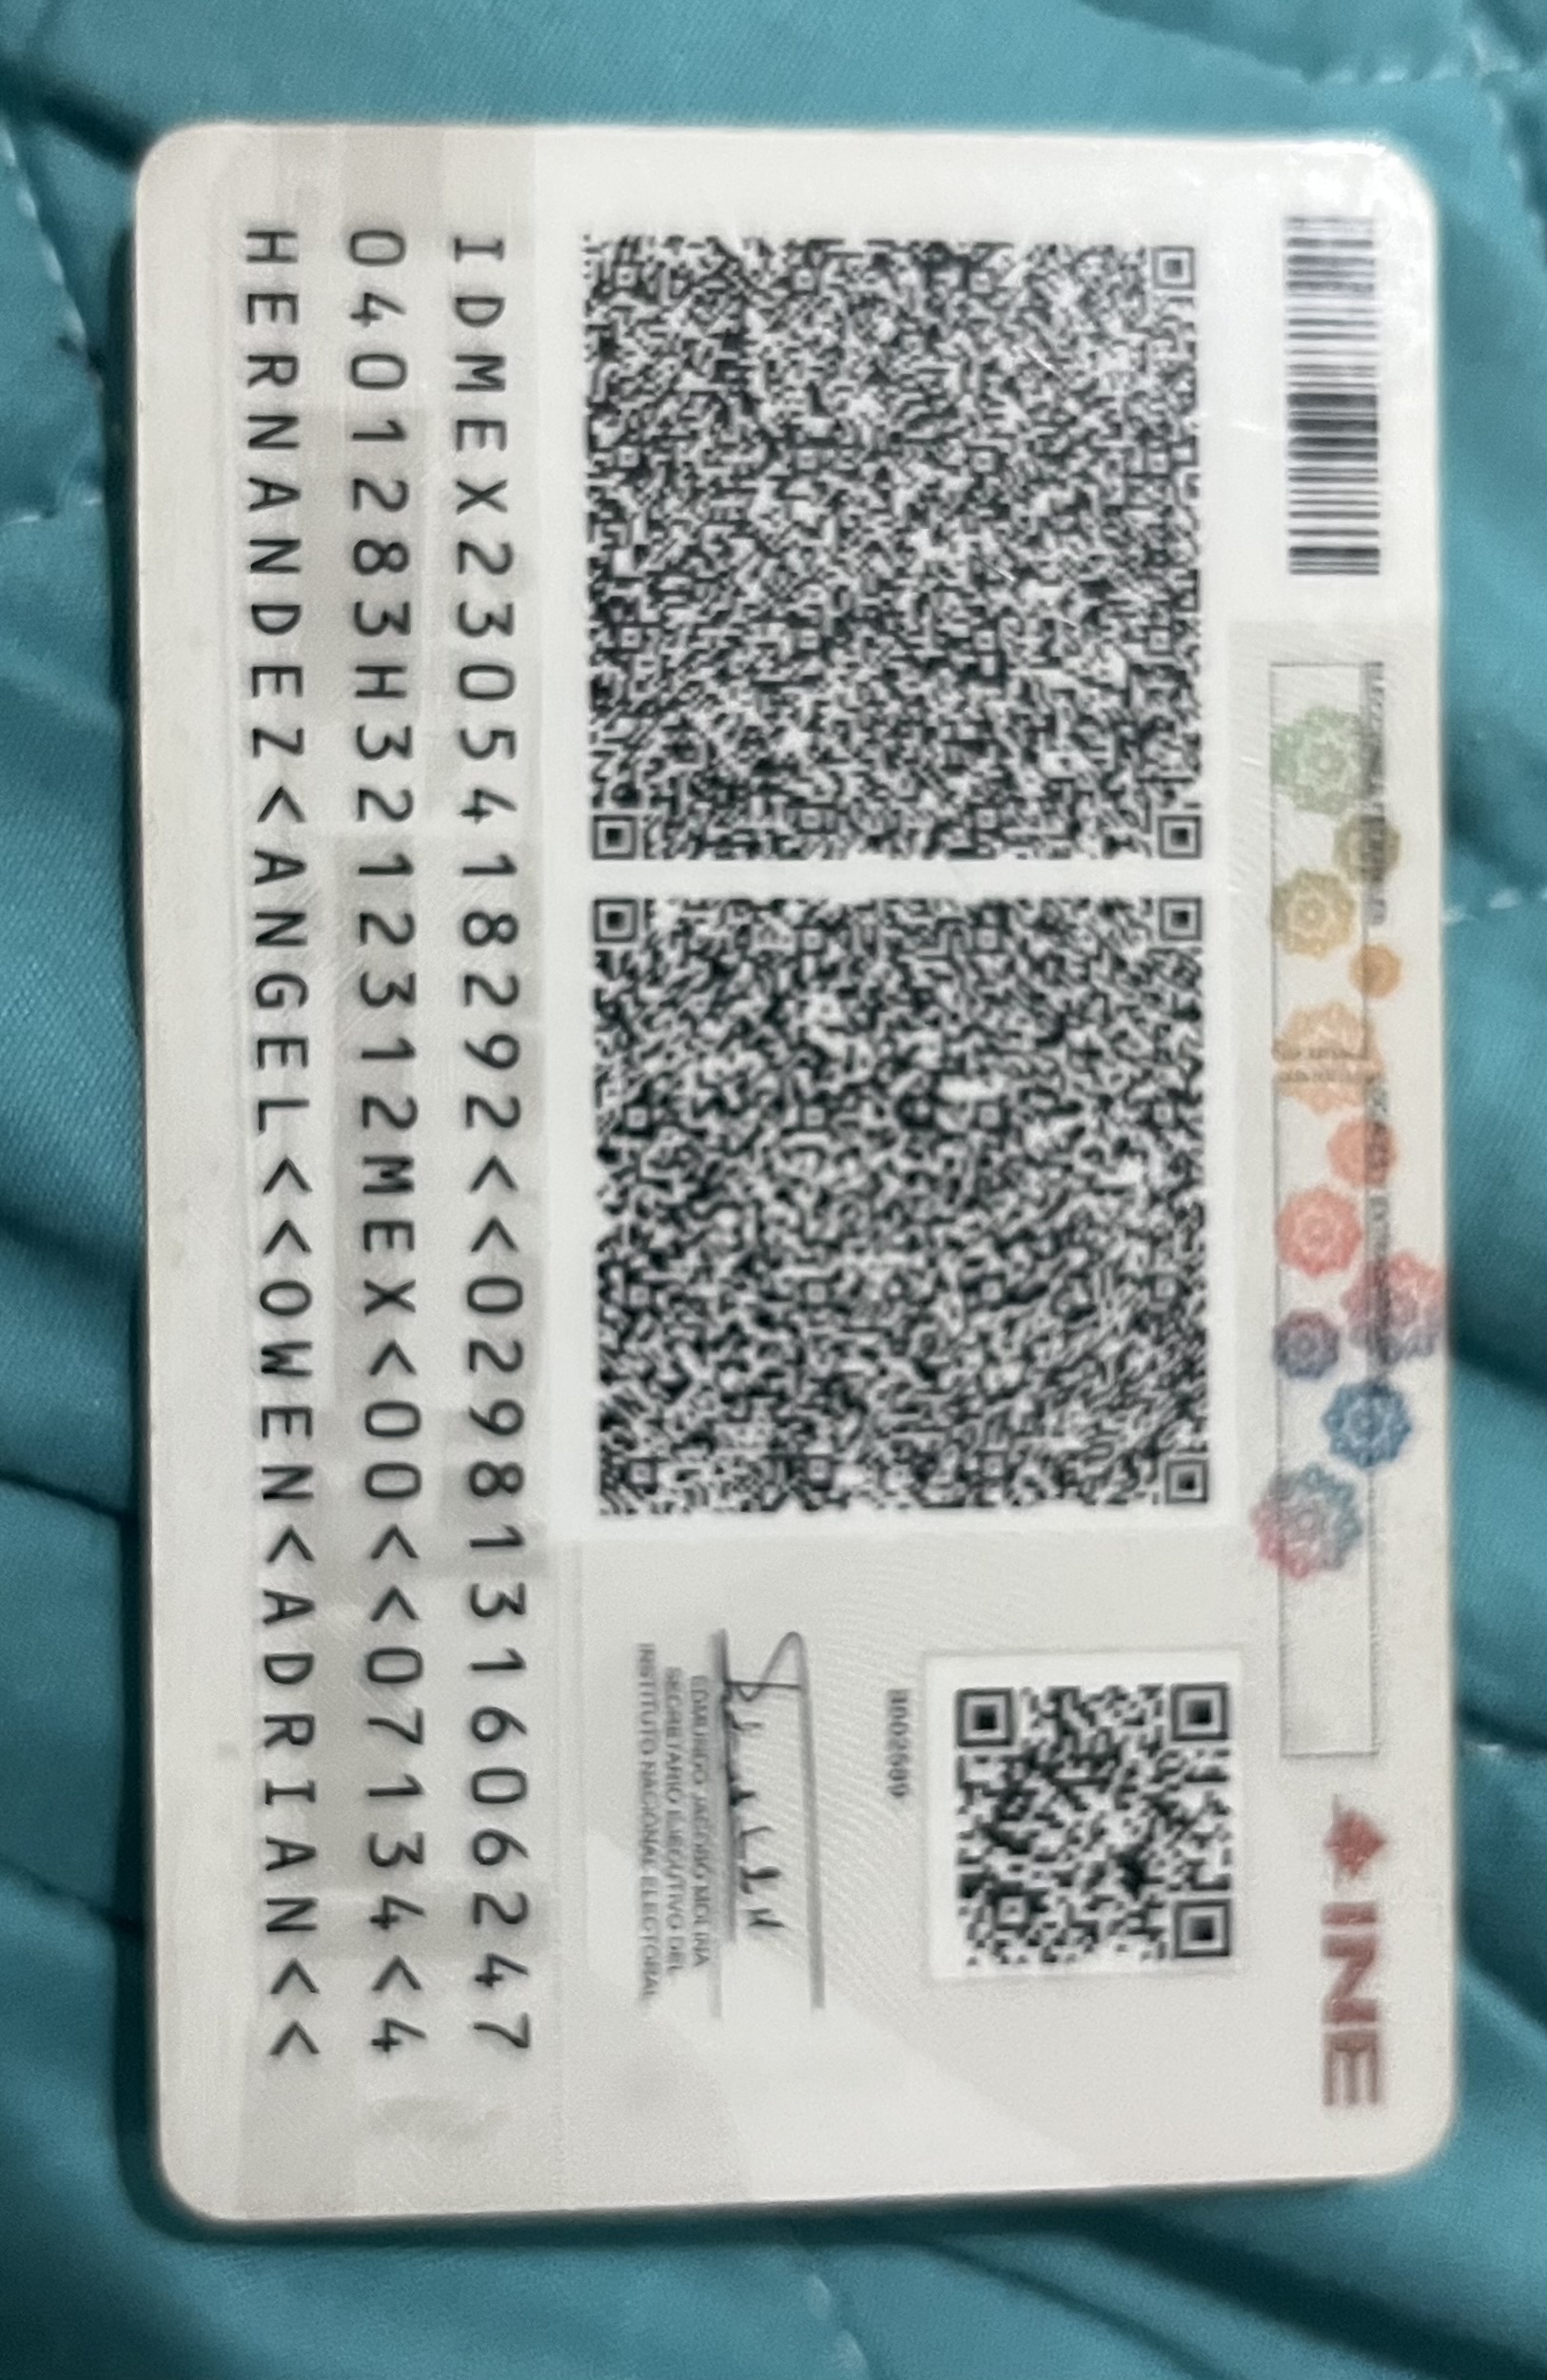 INE
EDMUNDO JACOBO MOLINA
SECRETARIO EJECUTIVO DEL
INSTITUTO NACIONAL ELECTORAL
IDMEX2305418292<<0298131606247
0401283H3212312MEX<00<<07134<4
HERNANDEZ<ANGEL<<OWEN<ADRIAN<<